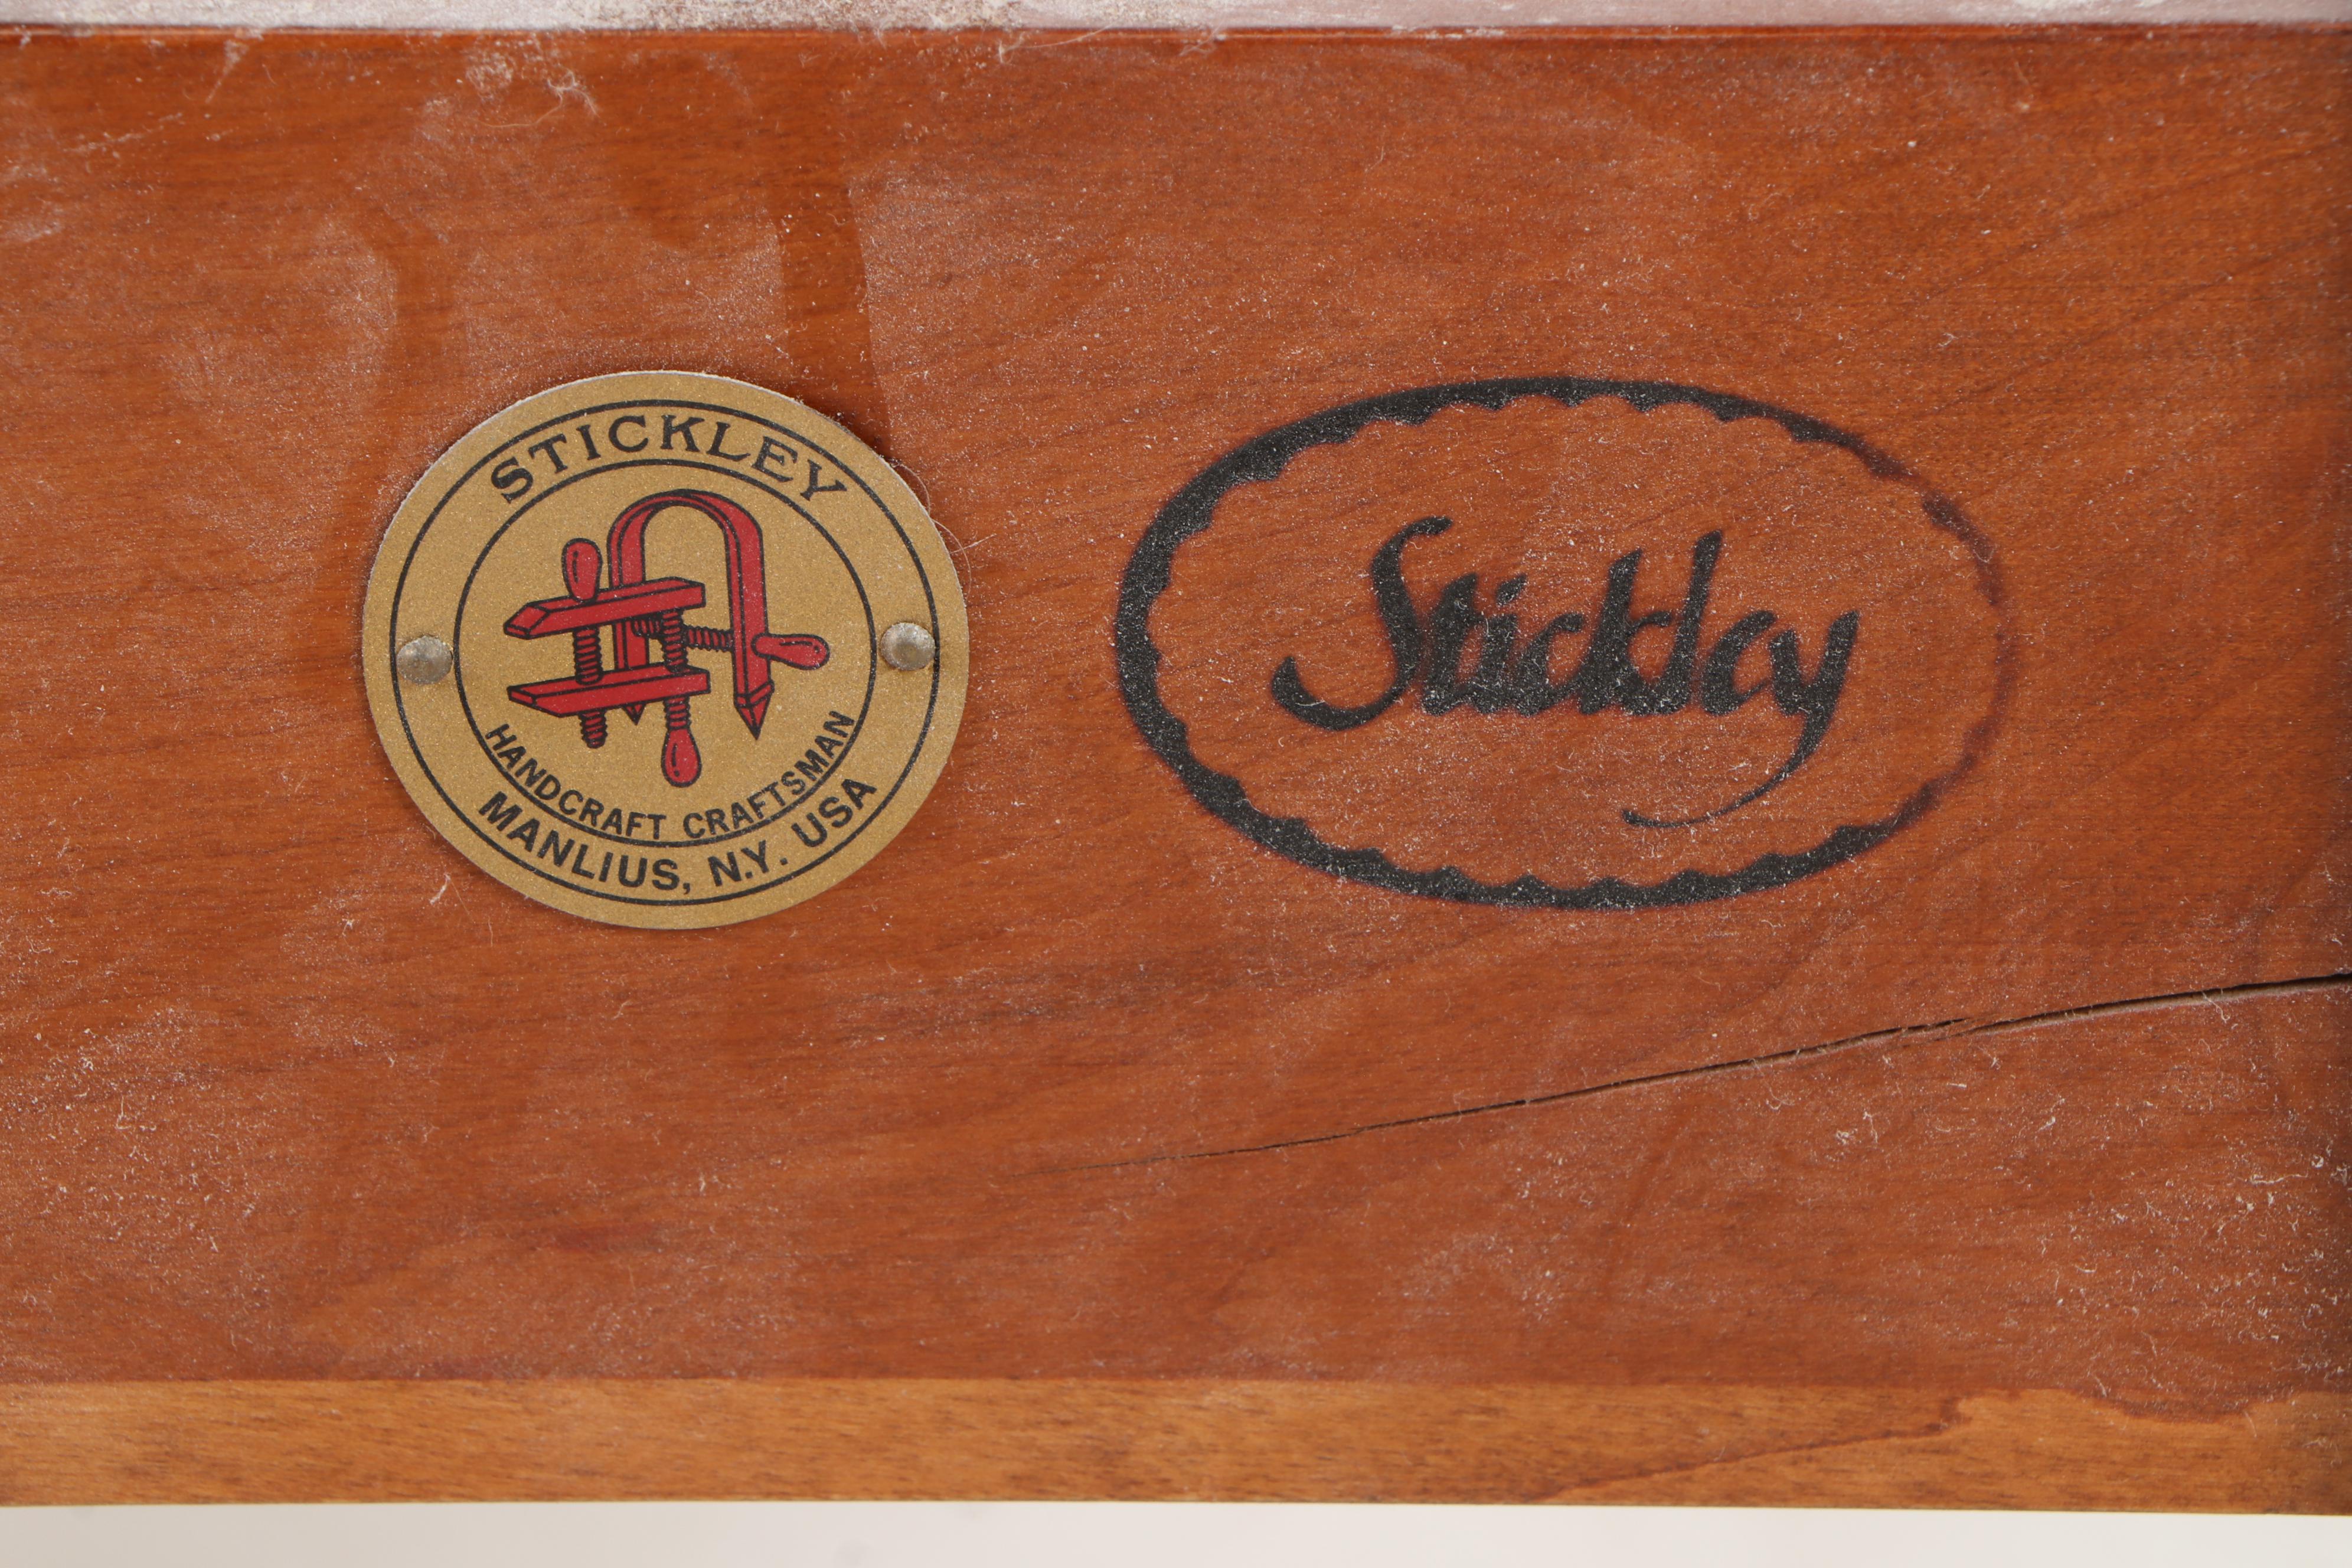 STICKLEY
HANDCRAFT CRAFTSMAN
MANLIUS, N.Y. USA
Stickley